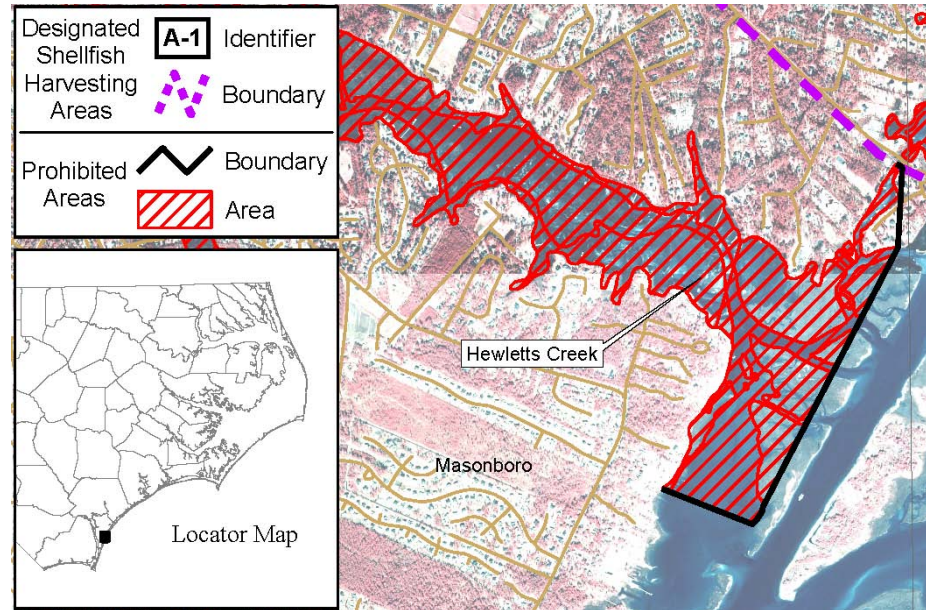 Designated
Shellfish
Harvesting
Areas
A-1
Identifier
Boundary
Prohibited
Areas
Boundary
Area
Hewletts Creek
Masonboro
Locator Map